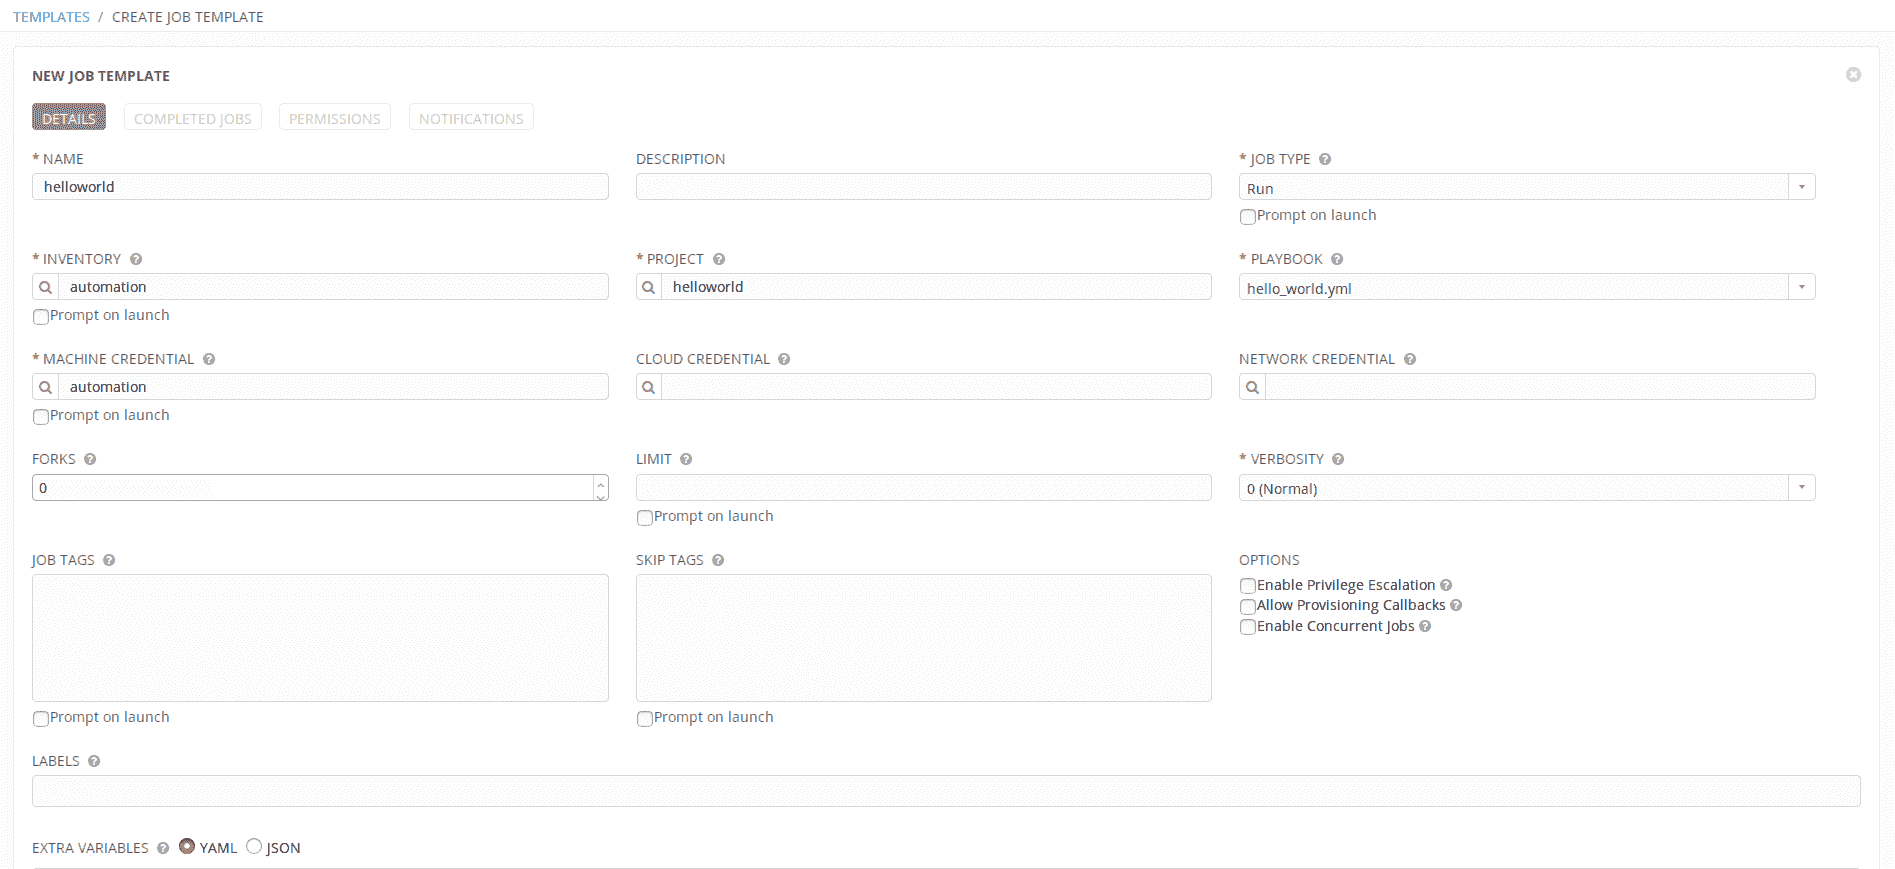 TEMPLATES / CREATE JOB TEMPLATE
NEW JOB TEMPLATE
DETAILS COMPLETED JOBS PERMISSIONS NOTIFICATIONS
* NAME DESCRIPTION * JOB TYPE ?
helloworld Run
Prompt on launch
* INVENTORY ? * PROJECT ? * PLAYBOOK ?
automation helloworld hello_world.yml
Prompt on launch
* MACHINE CREDENTIAL ? CLOUD CREDENTIAL ? NETWORK CREDENTIAL ?
automation
Prompt on launch
FORKS ? LIMIT ? * VERBOSITY ?
0 0 (Normal)
Prompt on launch
JOB TAGS ? SKIP TAGS ? OPTIONS
Enable Privilege Escalation ?
Allow Provisioning Callbacks ?
Enable Concurrent Jobs ?
Prompt on launch Prompt on launch
LABELS ?
EXTRA VARIABLES ? YAML JSON